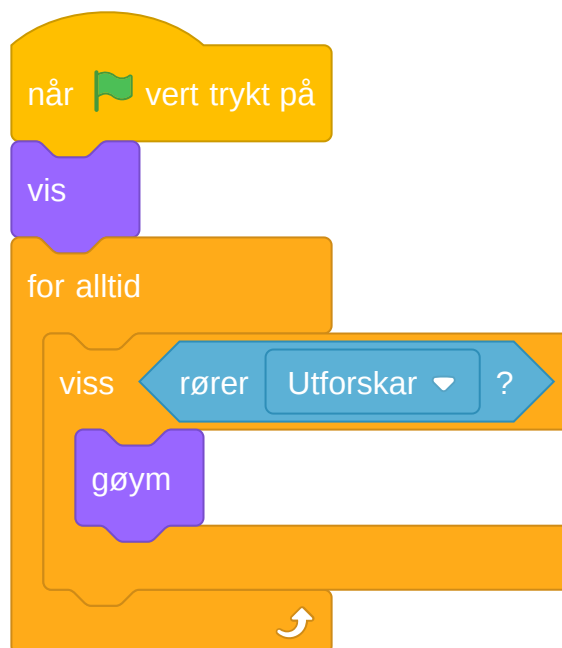 når vert trykt på
vis
for alltid
viss rører Utforskar ?
gøym